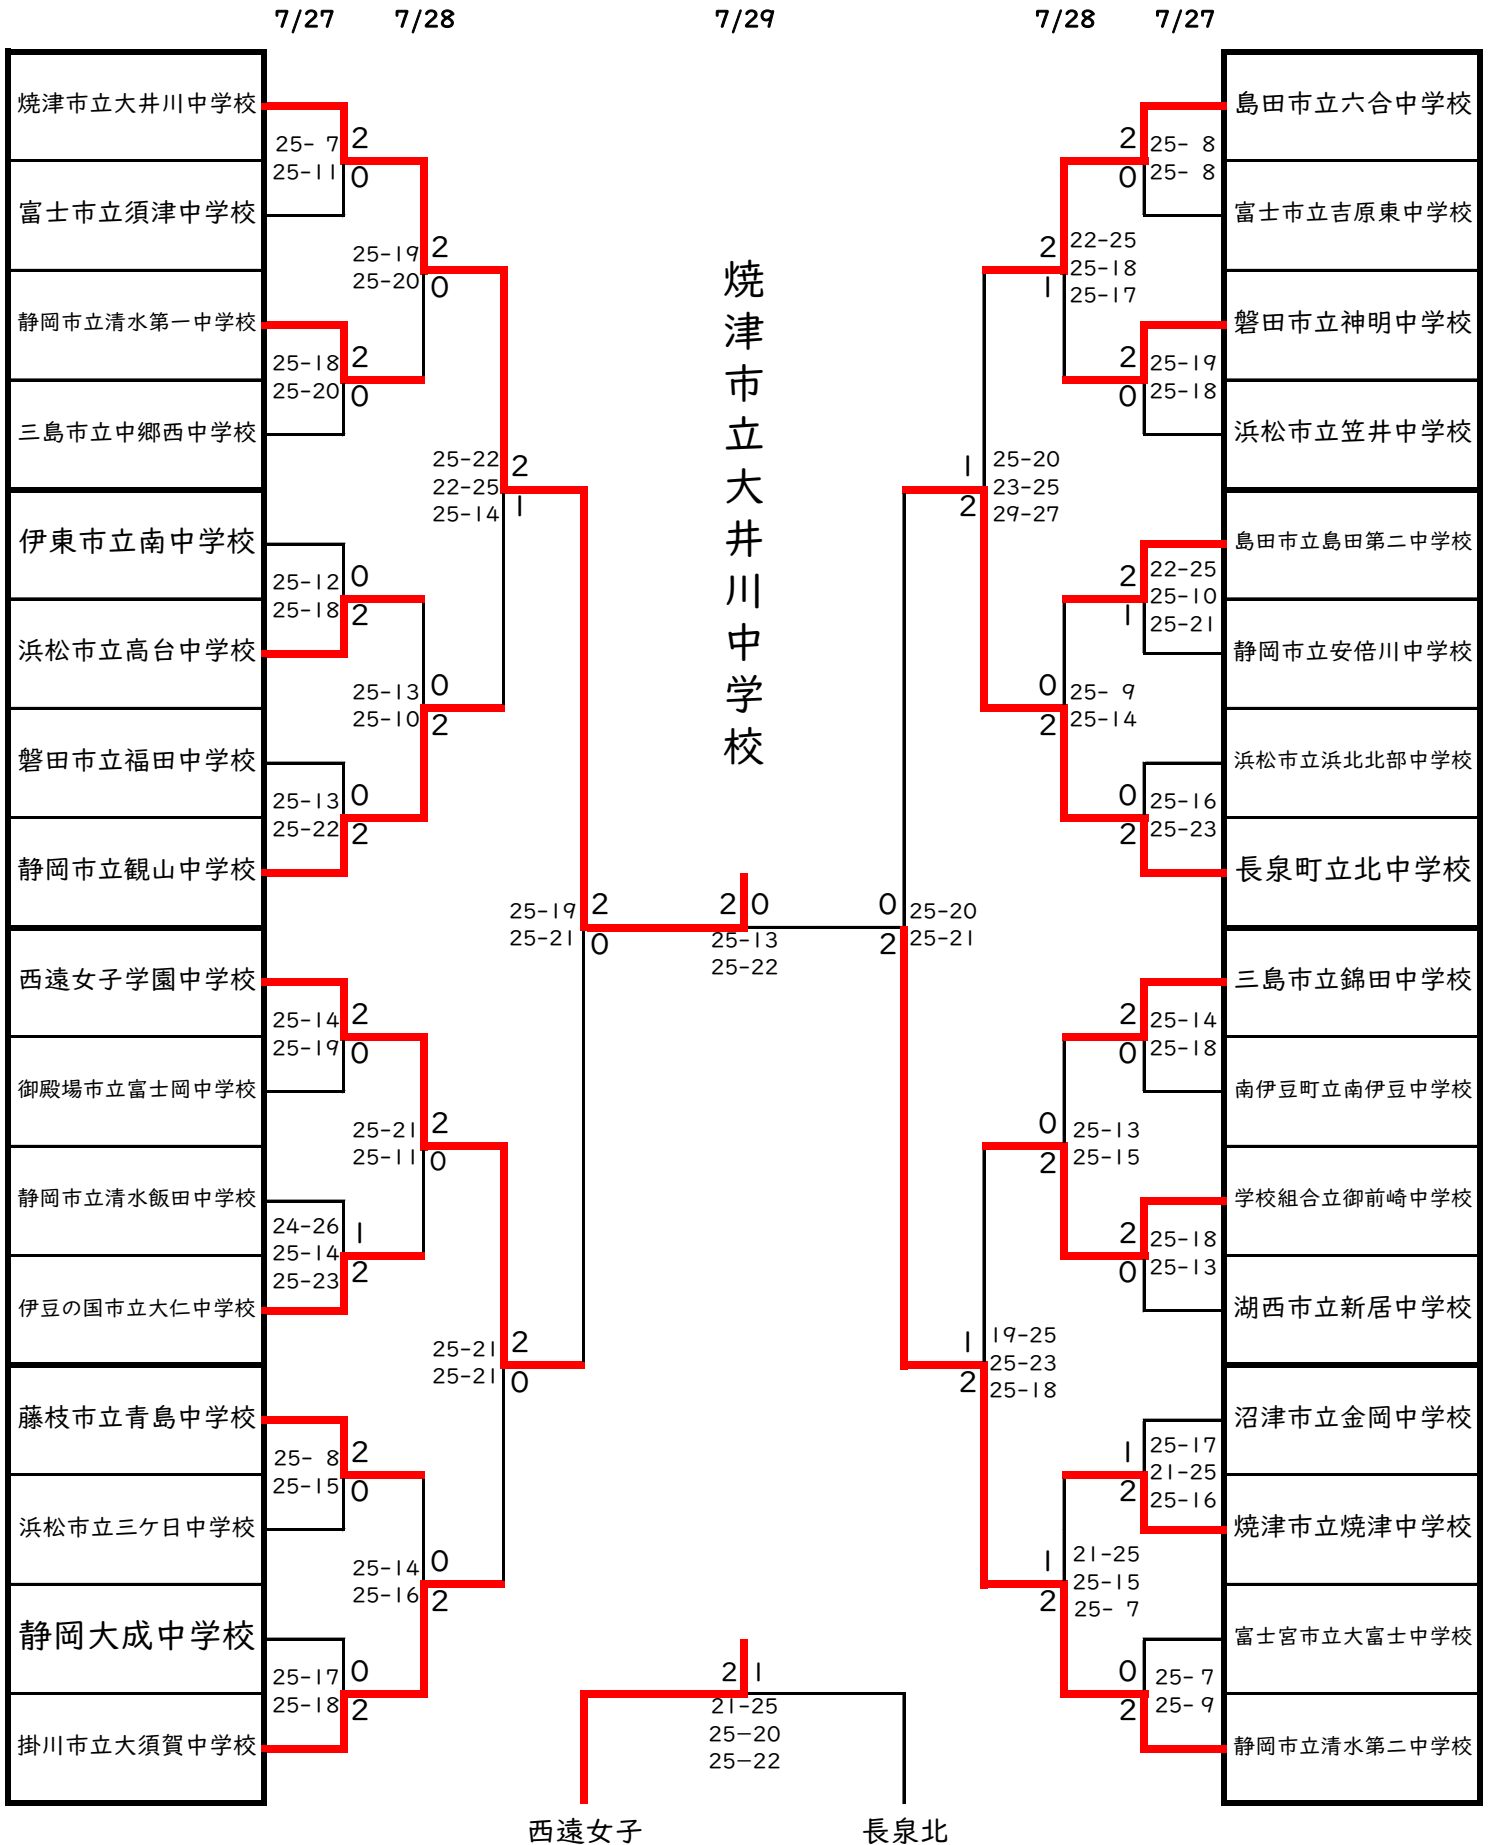 7/27 7/28 7/29 7/28 7/27
焼津市立大井川中学校
25- 7 2
25-11 0
富士市立須津中学校
25-19 2
25-20 0
静岡市立清水第一中学校
25-18 2
25-20 0
三島市立中郷西中学校
25-22 2
22-25
25-14 1
伊東市立南中学校
25-12 0
25-18 2
浜松市立高台中学校
25-13 0
25-10 2
磐田市立福田中学校
25-13 0
25-22 2
静岡市立観山中学校
25-19 2
25-21 0
西遠女子学園中学校
25-14 2
25-19 0
御殿場市立富士岡中学校
25-21 2
25-11 0
静岡市立清水飯田中学校
24-26 1
25-14
25-23 2
伊豆の国市立大仁中学校
25-21 2
25-21 0
藤枝市立青島中学校
25- 8 2
25-15 0
浜松市立三ケ日中学校
25-14 0
25-16 2
静岡大成中学校
25-17 0
25-18 2
掛川市立大須賀中学校
焼津市立大井川中学校
2 0
25-13
25-22
2 1
21-25
25-20
25-22
西遠女子 長泉北
島田市立六合中学校
2 25- 8
0 25- 8
富士市立吉原東中学校
2 22-25
25-18
1 25-17
磐田市立神明中学校
2 25-19
0 25-18
浜松市立笠井中学校
1 25-20
2 23-25
29-27
島田市立島田第二中学校
2 22-25
25-10
1 25-21
静岡市立安倍川中学校
0 25- 9
2 25-14
浜松市立浜北北部中学校
0 25-16
2 25-23
長泉町立北中学校
0 25-20
2 25-21
三島市立錦田中学校
2 25-14
0 25-18
南伊豆町立南伊豆中学校
0 25-13
2 25-15
学校組合立御前崎中学校
2 25-18
0 25-13
湖西市立新居中学校
1 19-25
25-23
2 25-18
沼津市立金岡中学校
1 25-17
21-25
2 25-16
焼津市立焼津中学校
1 21-25
25-15
2 25- 7
富士宮市立大富士中学校
0 25- 7
2 25- 9
静岡市立清水第二中学校